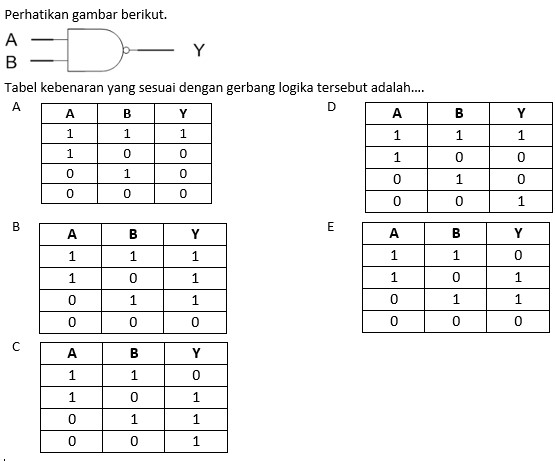 Perhatikan gambar berikut.
A
B
Y
Tabel kebenaran yang sesuai dengan gerbang logika tersebut adalah....
A
A B Y
1 1 1
1 0 0
0 1 0
0 0 0
B
A B Y
1 1 1
1 0 1
0 1 1
0 0 0
C
A B Y
1 1 0
1 0 1
0 1 1
0 0 1
D
A B Y
1 1 1
1 0 0
0 1 0
0 0 1
E
A B Y
1 1 0
1 0 1
0 1 1
0 0 0